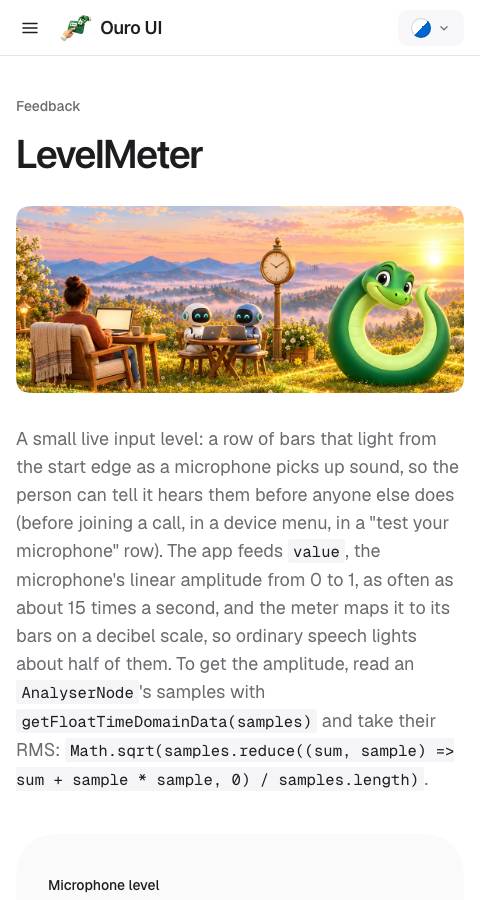 Ouro UI
Feedback
LevelMeter
A small live input level: a row of bars that light from
the start edge as a microphone picks up sound, so the
person can tell it hears them before anyone else does
(before joining a call, in a device menu, in a "test your
microphone" row). The app feeds value, the
microphone's linear amplitude from 0 to 1, as often as
about 15 times a second, and the meter maps it to its
bars on a decibel scale, so ordinary speech lights
about half of them. To get the amplitude, read an
AnalyserNode's samples with
getFloatTimeDomainData(samples) and take their
RMS: Math.sqrt(samples.reduce((sum, sample) =>
sum + sample * sample, 0) / samples.length).
Microphone level